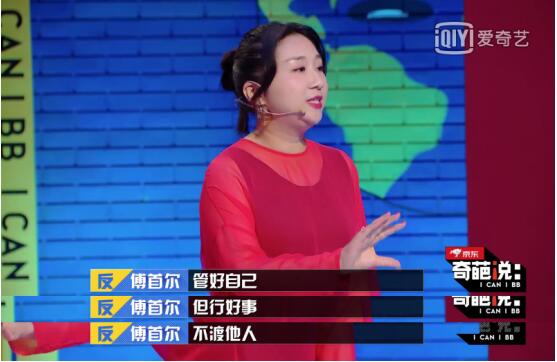 iQIYI 爱奇艺
CAN I BB I CAN I
京东
奇葩说:
I CAN I BB
反 傅首尔 管好自己
反 傅首尔 但行好事
奇葩说:
反 傅首尔 不渡他人
I CAN I BB